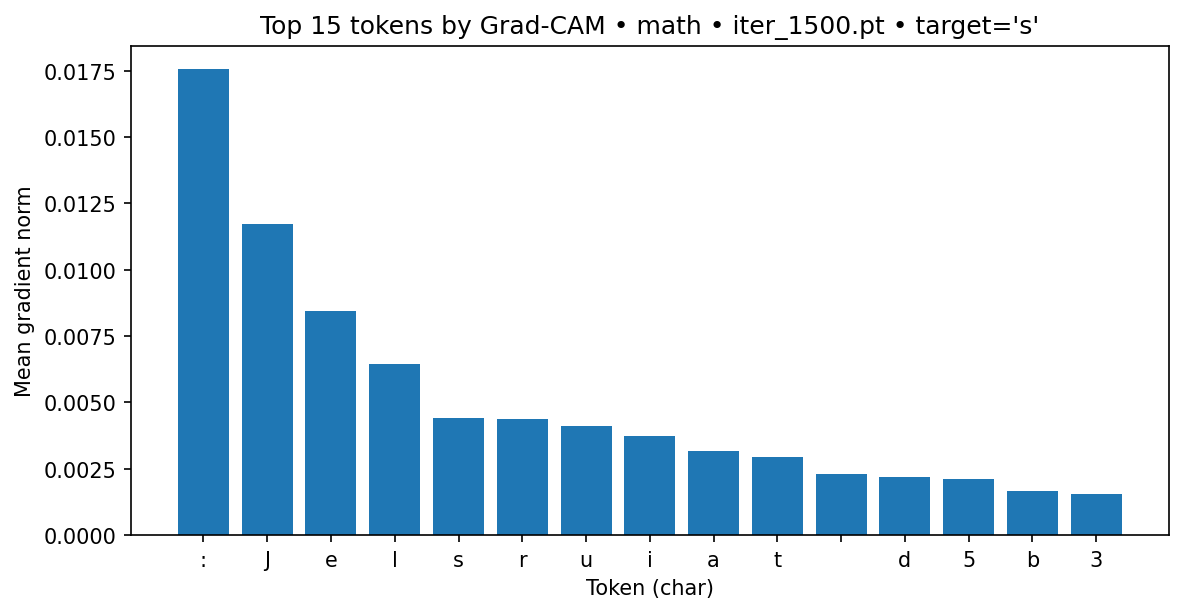 Top 15 tokens by Grad-CAM • math • iter_1500.pt • target='s'
0.0175
0.0150
0.0125
0.0100
0.0075
0.0050
0.0025
0.0000
Mean gradient norm
: J e l s r u i a t d 5 b 3
Token (char)